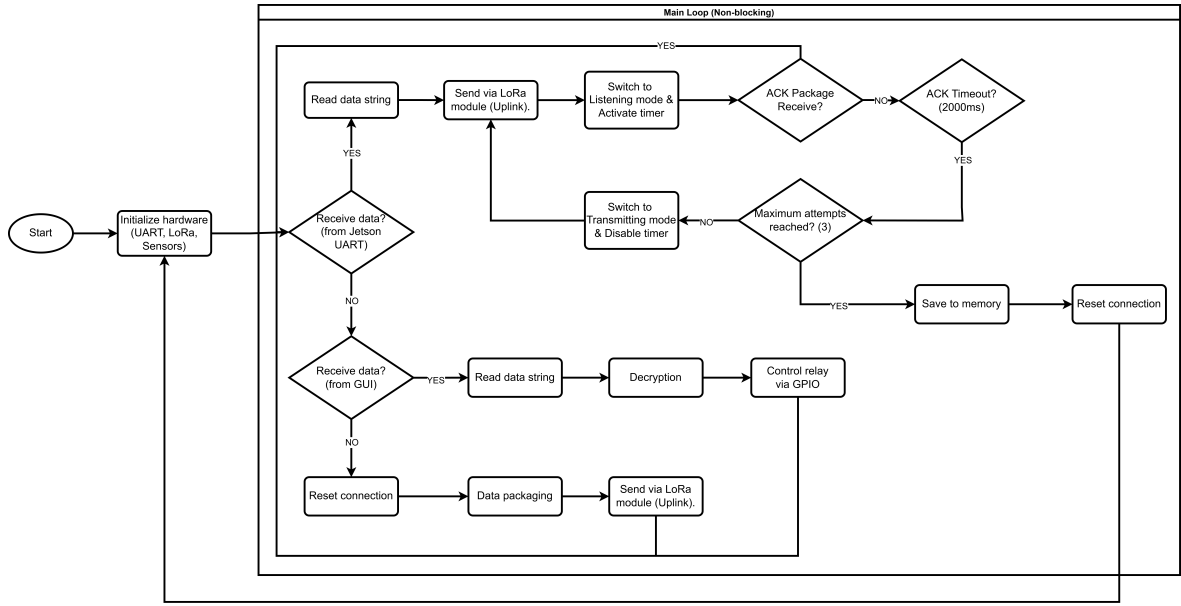 Main Loop (Non-blocking)
YES
Read data string
Send via LoRa
module (Uplink).
Switch to
Listening mode &
Activate timer
ACK Package
Receive?
NO
ACK Timeout?
(2000ms)
YES
YES
Start
Initialize hardware
(UART, LoRa,
Sensors)
Receive data?
(from Jetson
UART)
Switch to
Transmitting mode
& Disable timer
NO
Maximum attempts
reached? (3)
NO
YES
Save to memory
Reset connection
Receive data?
(from GUI)
YES
Read data string
Decryption
Control relay
via GPIO
NO
Reset connection
Data packaging
Send via LoRa
module (Uplink).